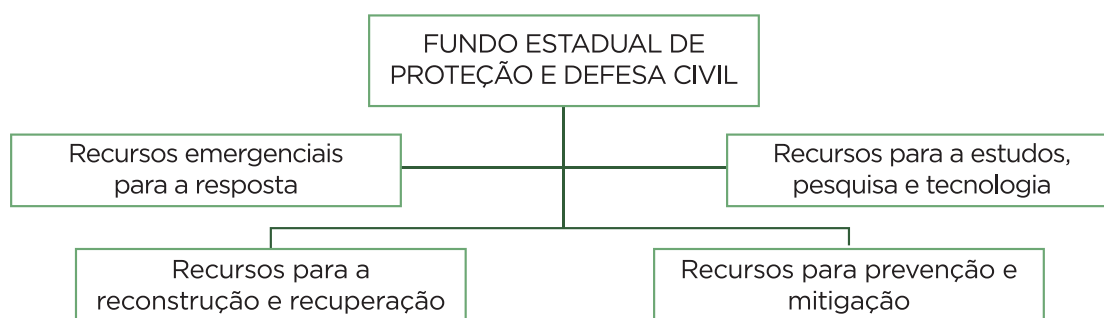 FUNDO ESTADUAL DE
PROTEÇÃO E DEFESA CIVIL
Recursos emergenciais
para a resposta
Recursos para a estudos,
pesquisa e tecnologia
Recursos para a
reconstrução e recuperação
Recursos para prevenção e
mitigação